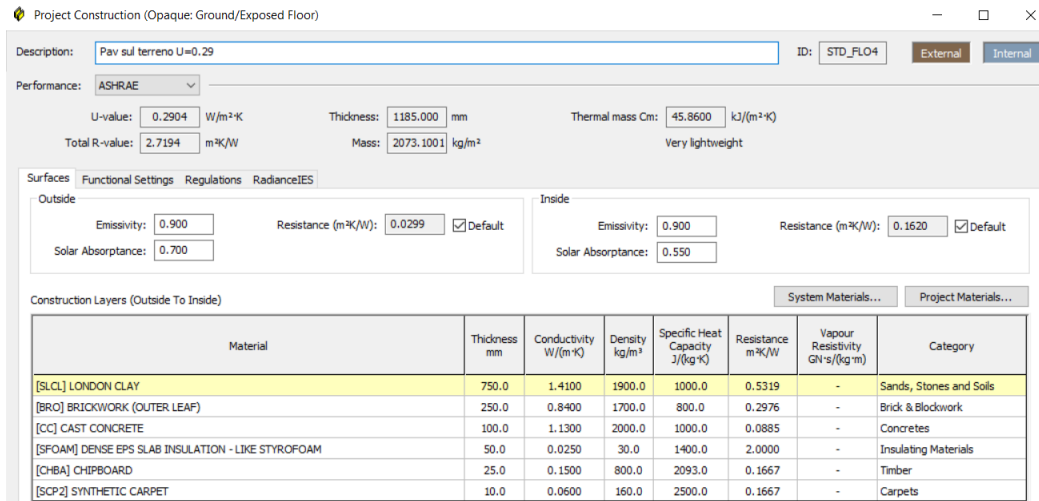 Project Construction (Opaque: Ground/Exposed Floor)
Description: Pav sul terreno U=0.29 ID: STD_FLO4 External Internal
Performance: ASHRAE
U-value: 0.2904 W/m²·K Thickness: 1185.000 mm Thermal mass Cm: 45.8600 kJ/(m²·K)
Total R-value: 2.7194 m²K/W Mass: 2073.1001 kg/m² Very lightweight
Surfaces Functional Settings Regulations RadianceIES
Outside Inside
Emissivity: 0.900 Resistance (m²K/W): 0.0299 Default Emissivity: 0.900 Resistance (m²K/W): 0.1620 Default
Solar Absorptance: 0.700 Solar Absorptance: 0.550
Construction Layers (Outside To Inside) System Materials... Project Materials...
Material Thickness mm Conductivity W/(m·K) Density kg/m³ Specific Heat Capacity J/(kg·K) Resistance m²K/W Vapour Resistivity GN·s/(kg·m) Category
[SLCL] LONDON CLAY 750.0 1.4100 1900.0 1000.0 0.5319 - Sands, Stones and Soils
[BRO] BRICKWORK (OUTER LEAF) 250.0 0.8400 1700.0 800.0 0.2976 - Brick & Blockwork
[CC] CAST CONCRETE 100.0 1.1300 2000.0 1000.0 0.0885 - Concretes
[SFOAM] DENSE EPS SLAB INSULATION - LIKE STYROFOAM 50.0 0.0250 30.0 1400.0 2.0000 - Insulating Materials
[CHBA] CHIPBOARD 25.0 0.1500 800.0 2093.0 0.1667 - Timber
[SCP2] SYNTHETIC CARPET 10.0 0.0600 160.0 2500.0 0.1667 - Carpets